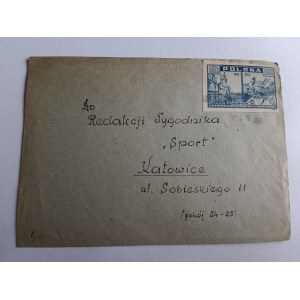 POLSKA
Do
Redakcji Tygodnika
„Sport”
Katowice
ul. Sobieskiego 11
(pokój 24-25)